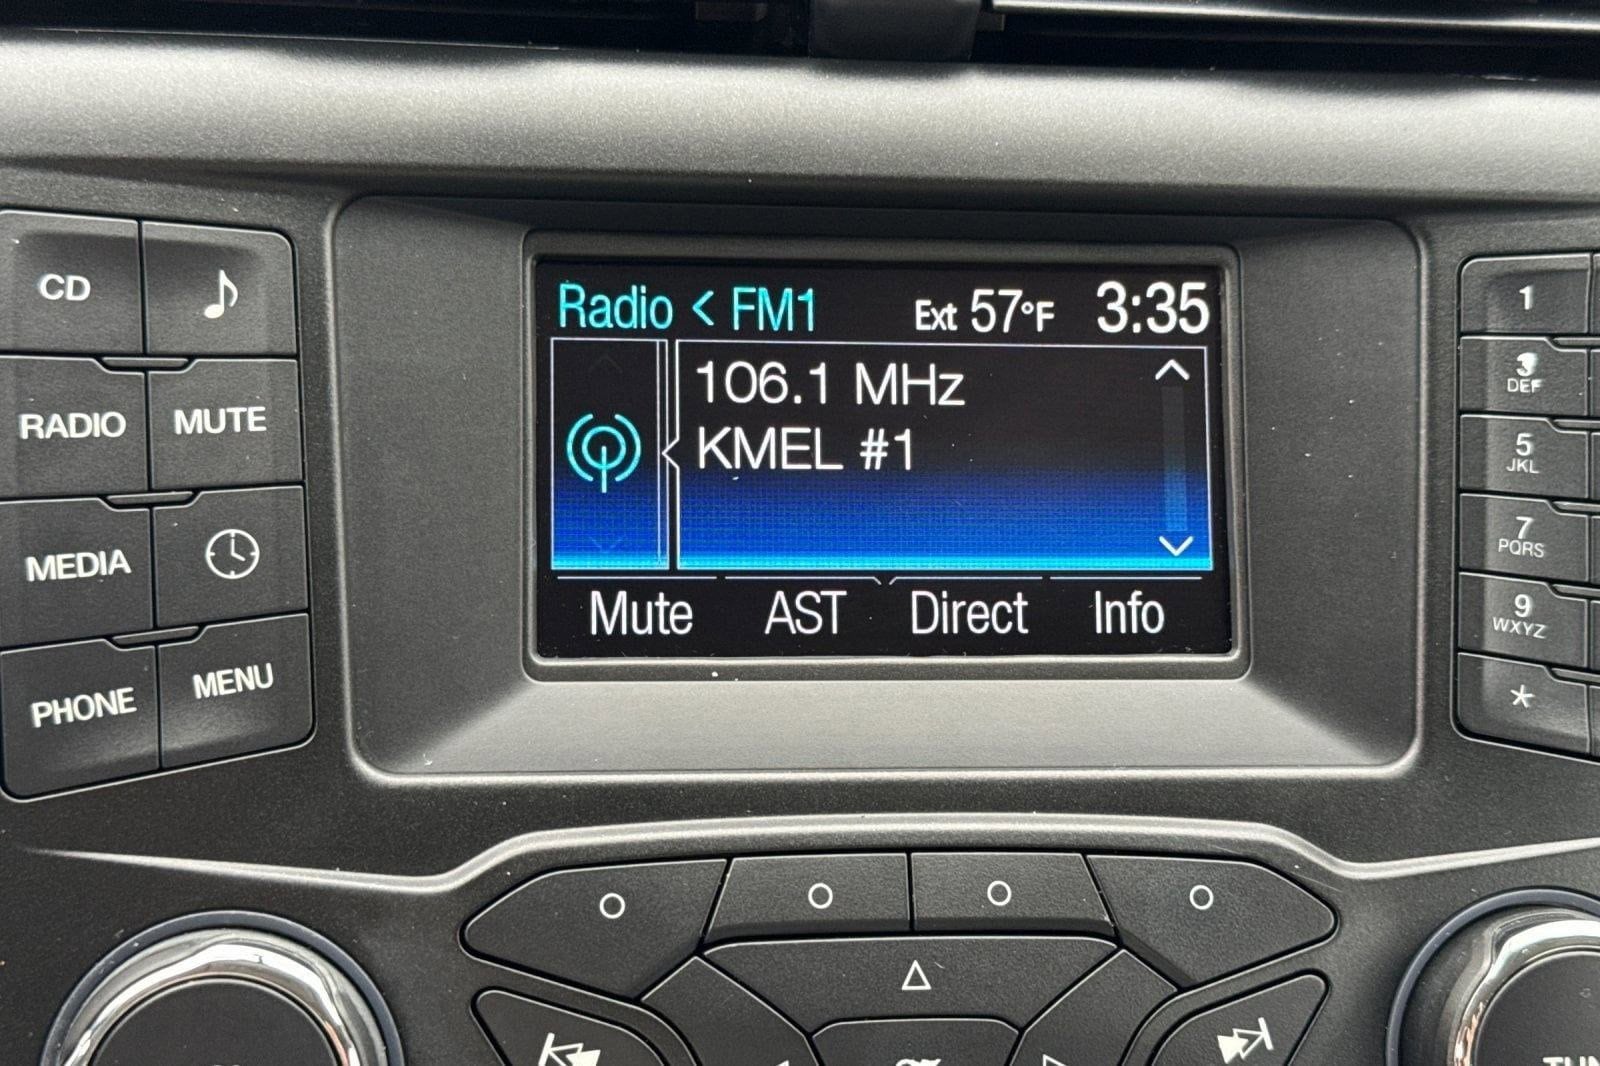 Radio < FM1 Ext 57°F 3:35
106.1 MHz
KMEL #1
Mute AST Direct Info
CD
RADIO MUTE
MEDIA
PHONE MENU
1
3
DEF
5
JKL
7
PQRS
9
WXYZ
*